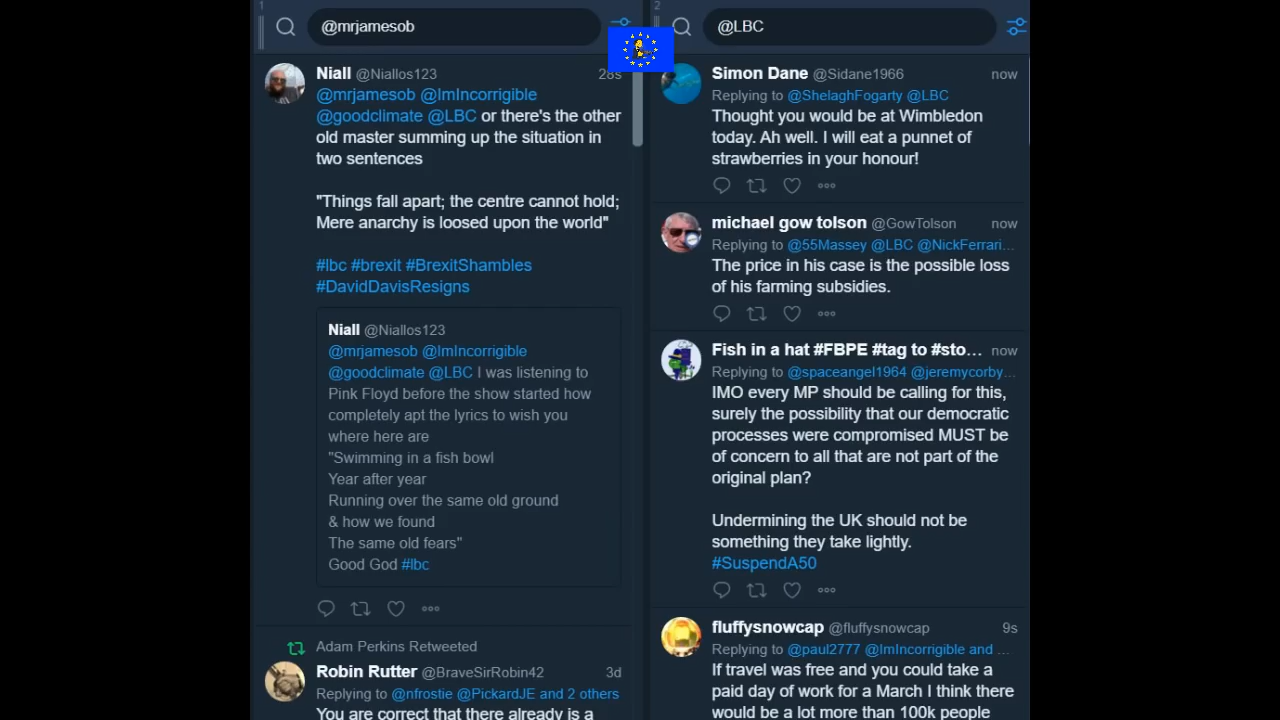 1
@mrjamesob
Niall @Niallos123 28s
@mrjamesob @ImIncorrigible
@goodclimate @LBC or there's the other
old master summing up the situation in
two sentences
"Things fall apart; the centre cannot hold;
Mere anarchy is loosed upon the world"
#lbc #brexit #BrexitShambles
#DavidDavisResigns
Niall @Niallos123
@mrjamesob @ImIncorrigible
@goodclimate @LBC I was listening to
Pink Floyd before the show started how
completely apt the lyrics to wish you
where here are
"Swimming in a fish bowl
Year after year
Running over the same old ground
& how we found
The same old fears"
Good God #lbc
Adam Perkins Retweeted
Robin Rutter @BraveSirRobin42 3d
Replying to @nfrostie @PickardJE and 2 others
You are correct that there already is a
2
@LBC
Simon Dane @Sidane1966 now
Replying to @ShelaghFogarty @LBC
Thought you would be at Wimbledon
today. Ah well. I will eat a punnet of
strawberries in your honour!
michael gow tolson @GowTolson now
Replying to @55Massey @LBC @NickFerrari...
The price in his case is the possible loss
of his farming subsidies.
Fish in a hat #FBPE #tag to #sto... now
Replying to @spaceangel1964 @jeremycorby...
IMO every MP should be calling for this,
surely the possibility that our democratic
processes were compromised MUST be
of concern to all that are not part of the
original plan?
Undermining the UK should not be
something they take lightly.
#SuspendA50
fluffysnowcap @fluffysnowcap 9s
Replying to @paul2777 @ImIncorrigible and ...
If travel was free and you could take a
paid day of work for a March I think there
would be a lot more than 100k people